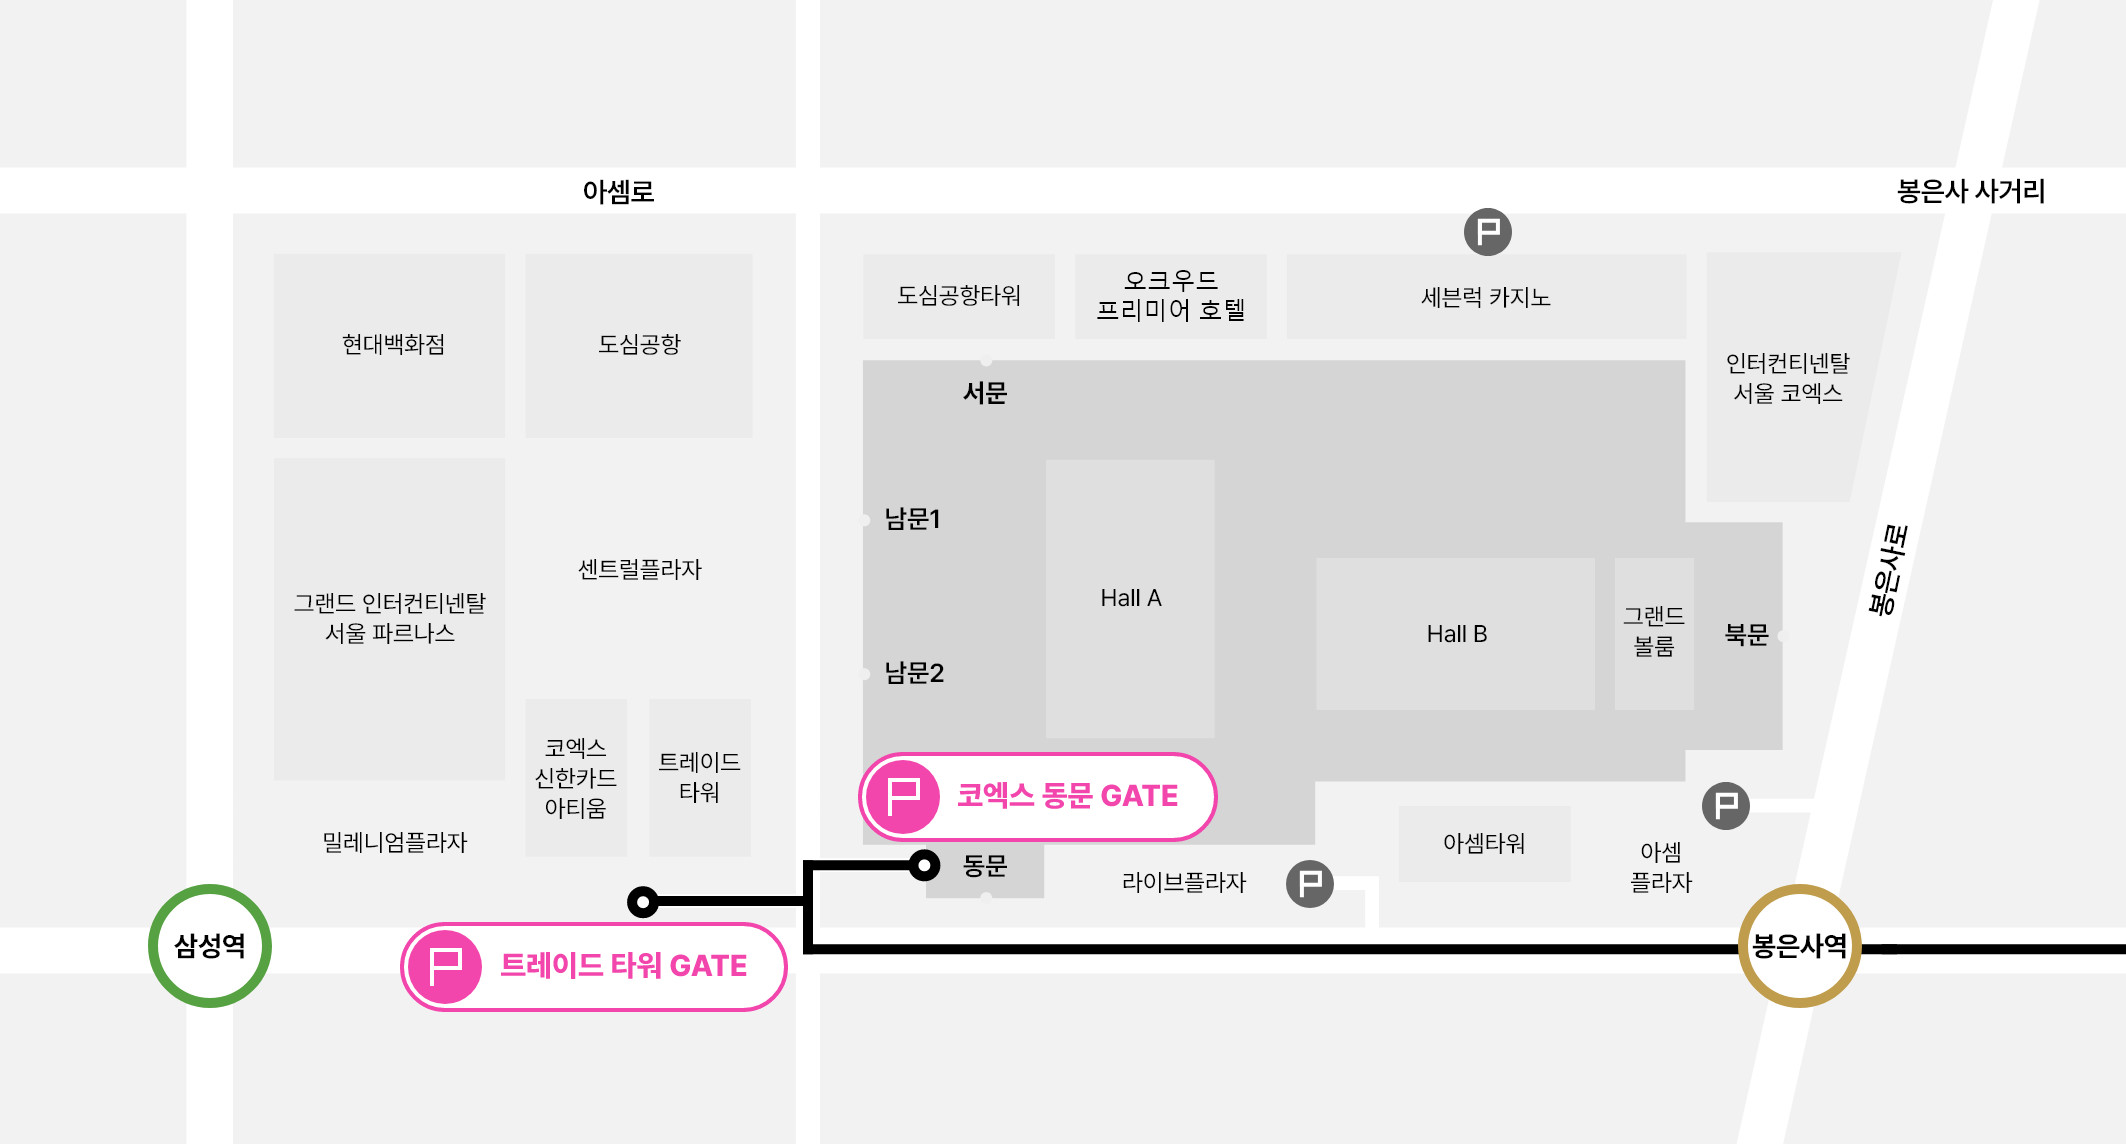 아셈로
봉은사 사거리
현대백화점
도심공항
도심공항타워
오크우드
프리미어 호텔
세븐럭 카지노
인터컨티넨탈
서울 코엑스
서문
남문1
남문2
Hall A
Hall B
그랜드
볼룸
북문
봉은사로
센트럴플라자
그랜드 인터컨티넨탈
서울 파르나스
코엑스
신한카드
아티움
트레이드
타워
밀레니엄플라자
코엑스 동문 GATE
동문
라이브플라자
아셈타워
아셈
플라자
삼성역
트레이드 타워 GATE
봉은사역